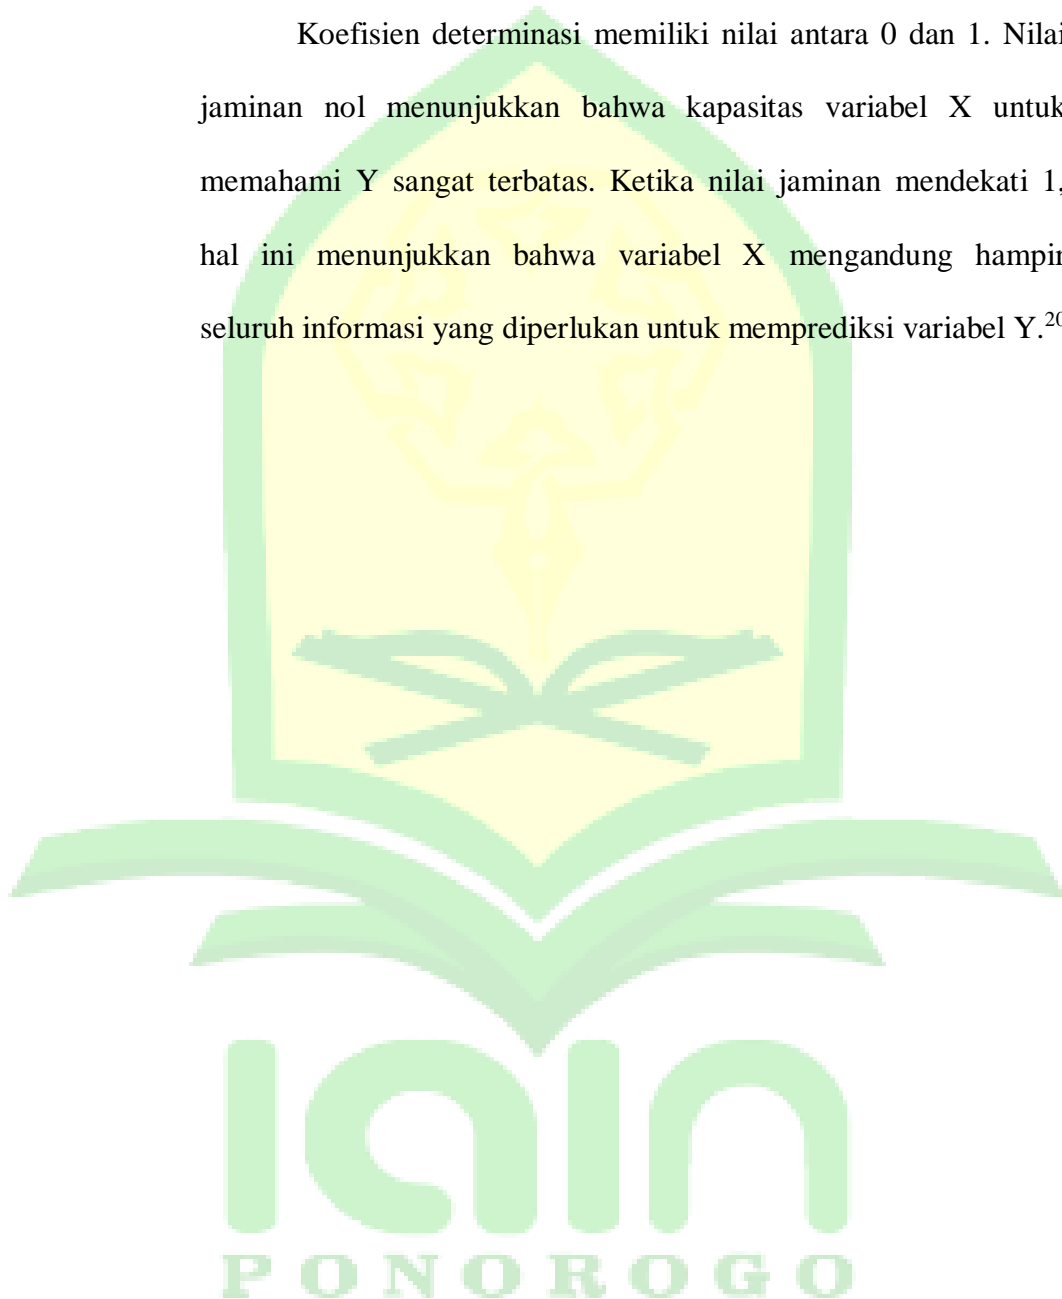 Koefisien determinasi memiliki nilai antara 0 dan 1. Nilai
jaminan nol menunjukkan bahwa kapasitas variabel X untuk
memahami Y sangat terbatas. Ketika nilai jaminan mendekati 1,
hal ini menunjukkan bahwa variabel X mengandung hampir
seluruh informasi yang diperlukan untuk memprediksi variabel Y.20
iain
PONOROGO